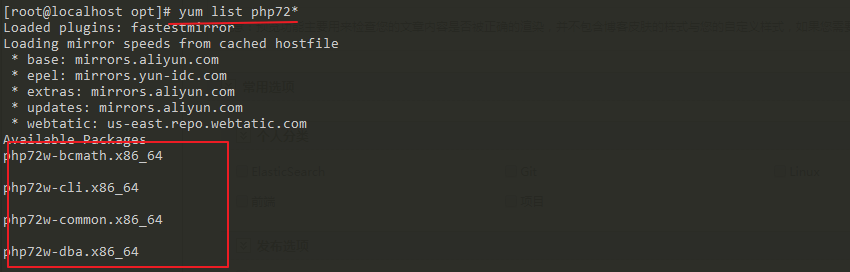 [root@localhost opt]# yum list php72*
Loaded plugins: fastestmirror
Loading mirror speeds from cached hostfile
 * base: mirrors.aliyun.com
 * epel: mirrors.yun-idc.com
 * extras: mirrors.aliyun.com
 * updates: mirrors.aliyun.com
 * webtatic: us-east.repo.webtatic.com
Available Packages
php72w-bcmath.x86_64
php72w-cli.x86_64
php72w-common.x86_64
php72w-dba.x86_64